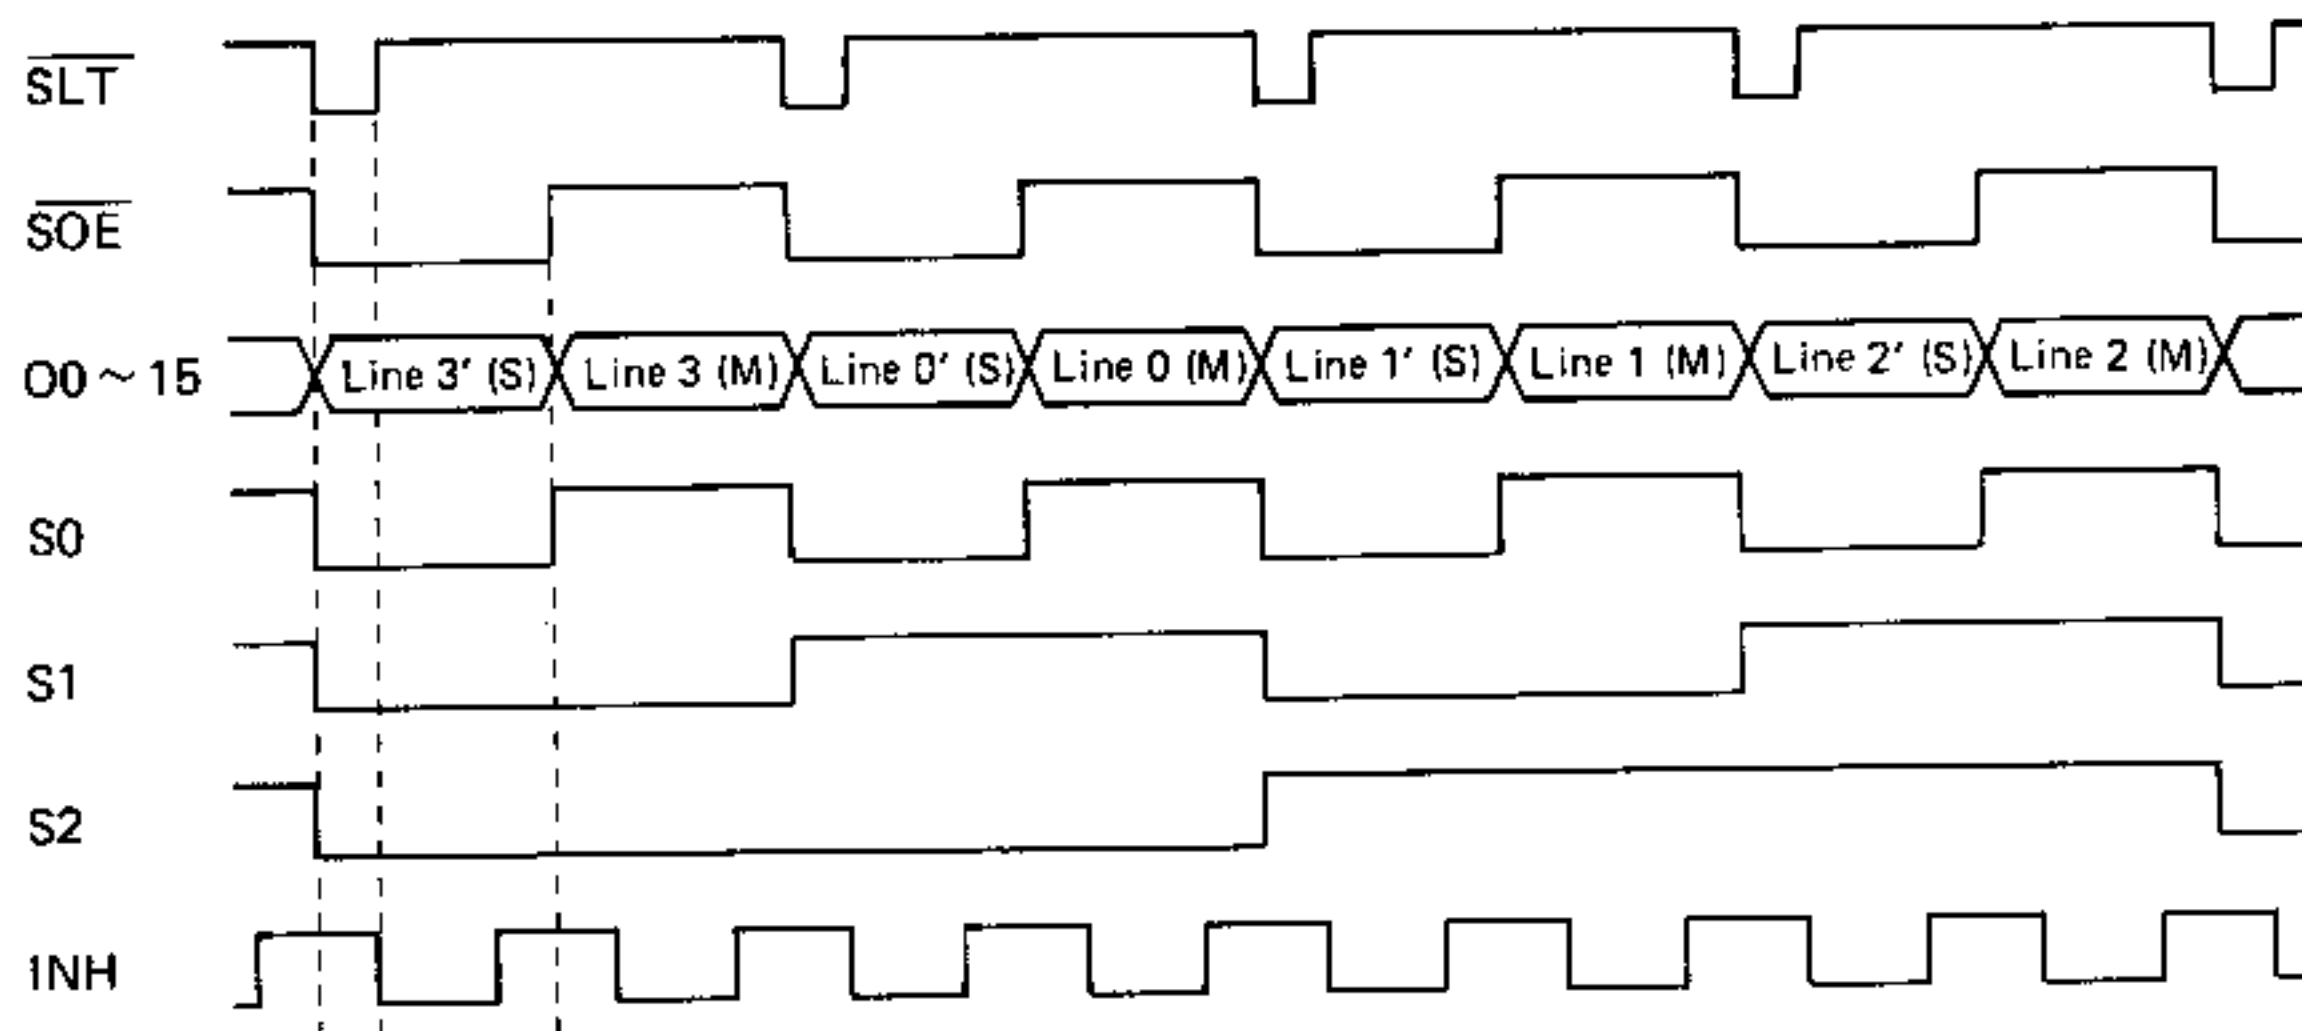 SLT
SOE
O0 ~ 15 Line 3' (S) Line 3 (M) Line 0' (S) Line 0 (M) Line 1' (S) Line 1 (M) Line 2' (S) Line 2 (M)
S0
S1
S2
INH